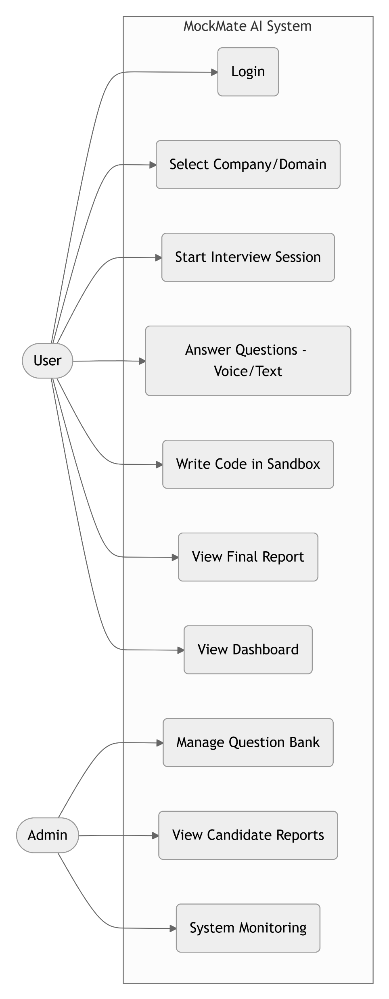 MockMate AI System
Login
Select Company/Domain
Start Interview Session
Answer Questions -
Voice/Text
User
Write Code in Sandbox
View Final Report
View Dashboard
Manage Question Bank
Admin
View Candidate Reports
System Monitoring